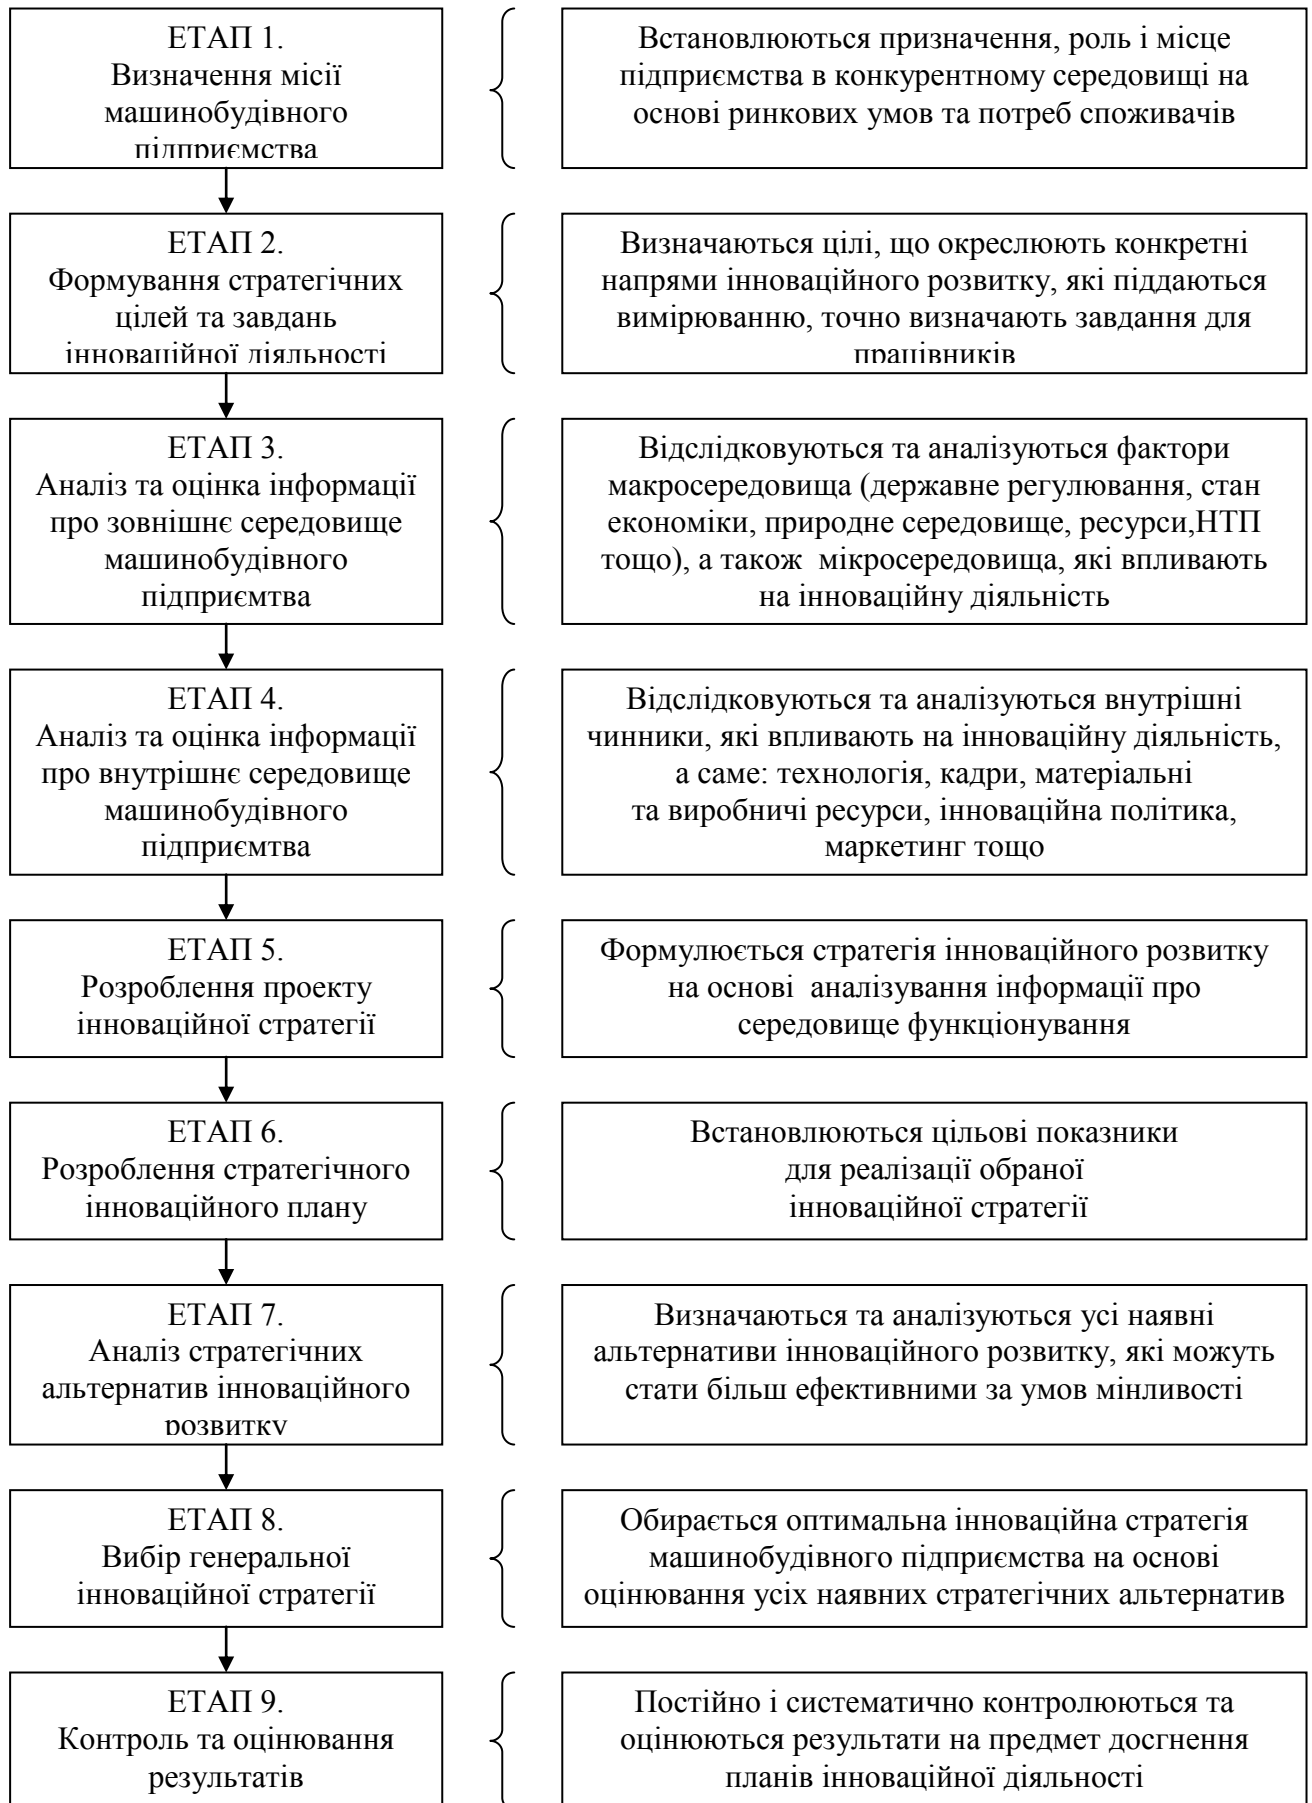 ЕТАП 1.
Визначення місії
машинобудівного
підприємства
Встановлюються призначення, роль і місце
підприємства в конкурентному середовищі на
основі ринкових умов та потреб споживачів
ЕТАП 2.
Формування стратегічних
цілей та завдань
інноваційної діяльності
Визначаються цілі, що окреслюють конкретні
напрями інноваційного розвитку, які піддаються
вимірюванню, точно визначають завдання для
працівників
ЕТАП 3.
Аналіз та оцінка інформації
про зовнішнє середовище
машинобудівного
підприємтва
Відслідковуються та аналізуються фактори
макросередовища (державне регулювання, стан
економіки, природне середовище, ресурси,НТП
тощо), а також мікросередовища, які впливають
на інноваційну діяльність
ЕТАП 4.
Аналіз та оцінка інформації
про внутрішнє середовище
машинобудівного
підприємтва
Відслідковуються та аналізуються внутрішні
чинники, які впливають на інноваційну діяльність,
а саме: технологія, кадри, матеріальні
та виробничі ресурси, інноваційна політика,
маркетинг тощо
ЕТАП 5.
Розроблення проекту
інноваційної стратегії
Формулюється стратегія інноваційного розвитку
на основі аналізування інформації про
середовище функціонування
ЕТАП 6.
Розроблення стратегічного
інноваційного плану
Встановлюються цільові показники
для реалізації обраної
інноваційної стратегії
ЕТАП 7.
Аналіз стратегічних
альтернатив інноваційного
розвитку
Визначаються та аналізуються усі наявні
альтернативи інноваційного розвитку, які можуть
стати більш ефективними за умов мінливості
ЕТАП 8.
Вибір генеральної
інноваційної стратегії
Обирається оптимальна інноваційна стратегія
машинобудівного підприємства на основі
оцінювання усіх наявних стратегічних альтернатив
ЕТАП 9.
Контроль та оцінювання
результатів
Постійно і систематично контролюються та
оцінюються результати на предмет досгнення
планів інноваційної діяльності